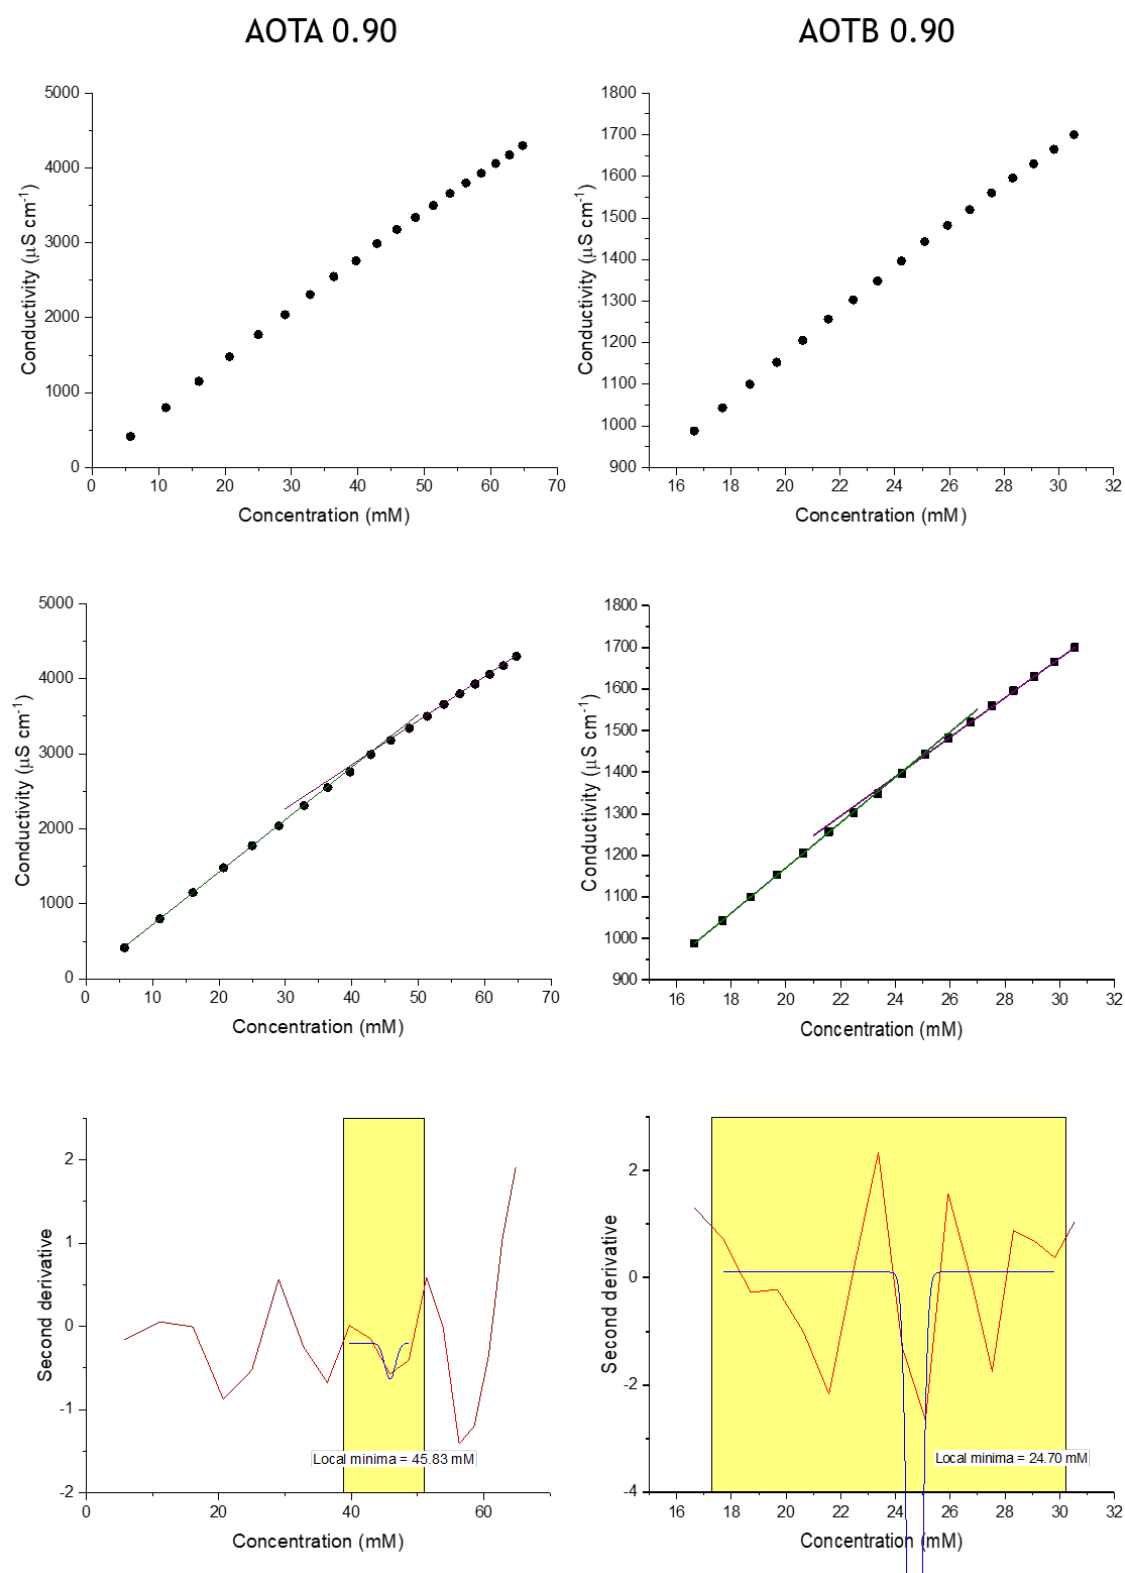 AOTA 0.90
AOTB 0.90
5000
4000
3000
2000
1000
0
Conductivity (μS cm⁻¹)
0 10 20 30 40 50 60 70
Concentration (mM)
1800
1700
1600
1500
1400
1300
1200
1100
1000
900
Conductivity (μS cm⁻¹)
16 18 20 22 24 26 28 30 32
Concentration (mM)
5000
4000
3000
2000
1000
0
Conductivity (μS cm⁻¹)
0 10 20 30 40 50 60 70
Concentration (mM)
1800
1700
1600
1500
1400
1300
1200
1100
1000
900
Conductivity (μS cm⁻¹)
16 18 20 22 24 26 28 30 32
Concentration (mM)
2
1
0
-1
-2
Second derivative
Local minima = 45.83 mM
0 20 40 60
Concentration (mM)
2
0
-2
-4
Second derivative
Local minima = 24.70 mM
16 18 20 22 24 26 28 30 32
Concentration (mM)